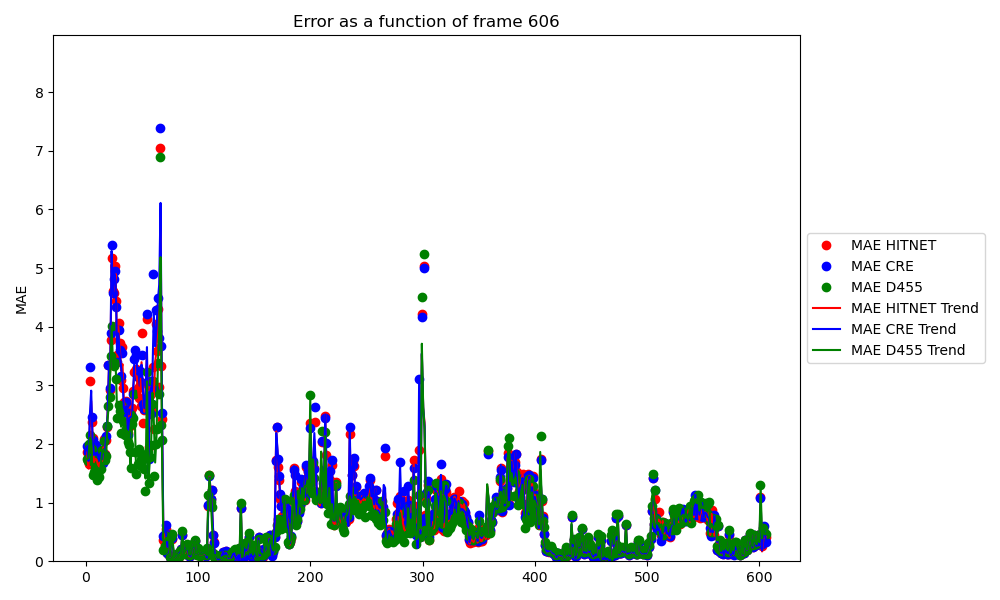 Error as a function of frame 606
MAE
8
7
6
5
4
3
2
1
0
0 100 200 300 400 500 600
MAE HITNET
MAE CRE
MAE D455
MAE HITNET Trend
MAE CRE Trend
MAE D455 Trend